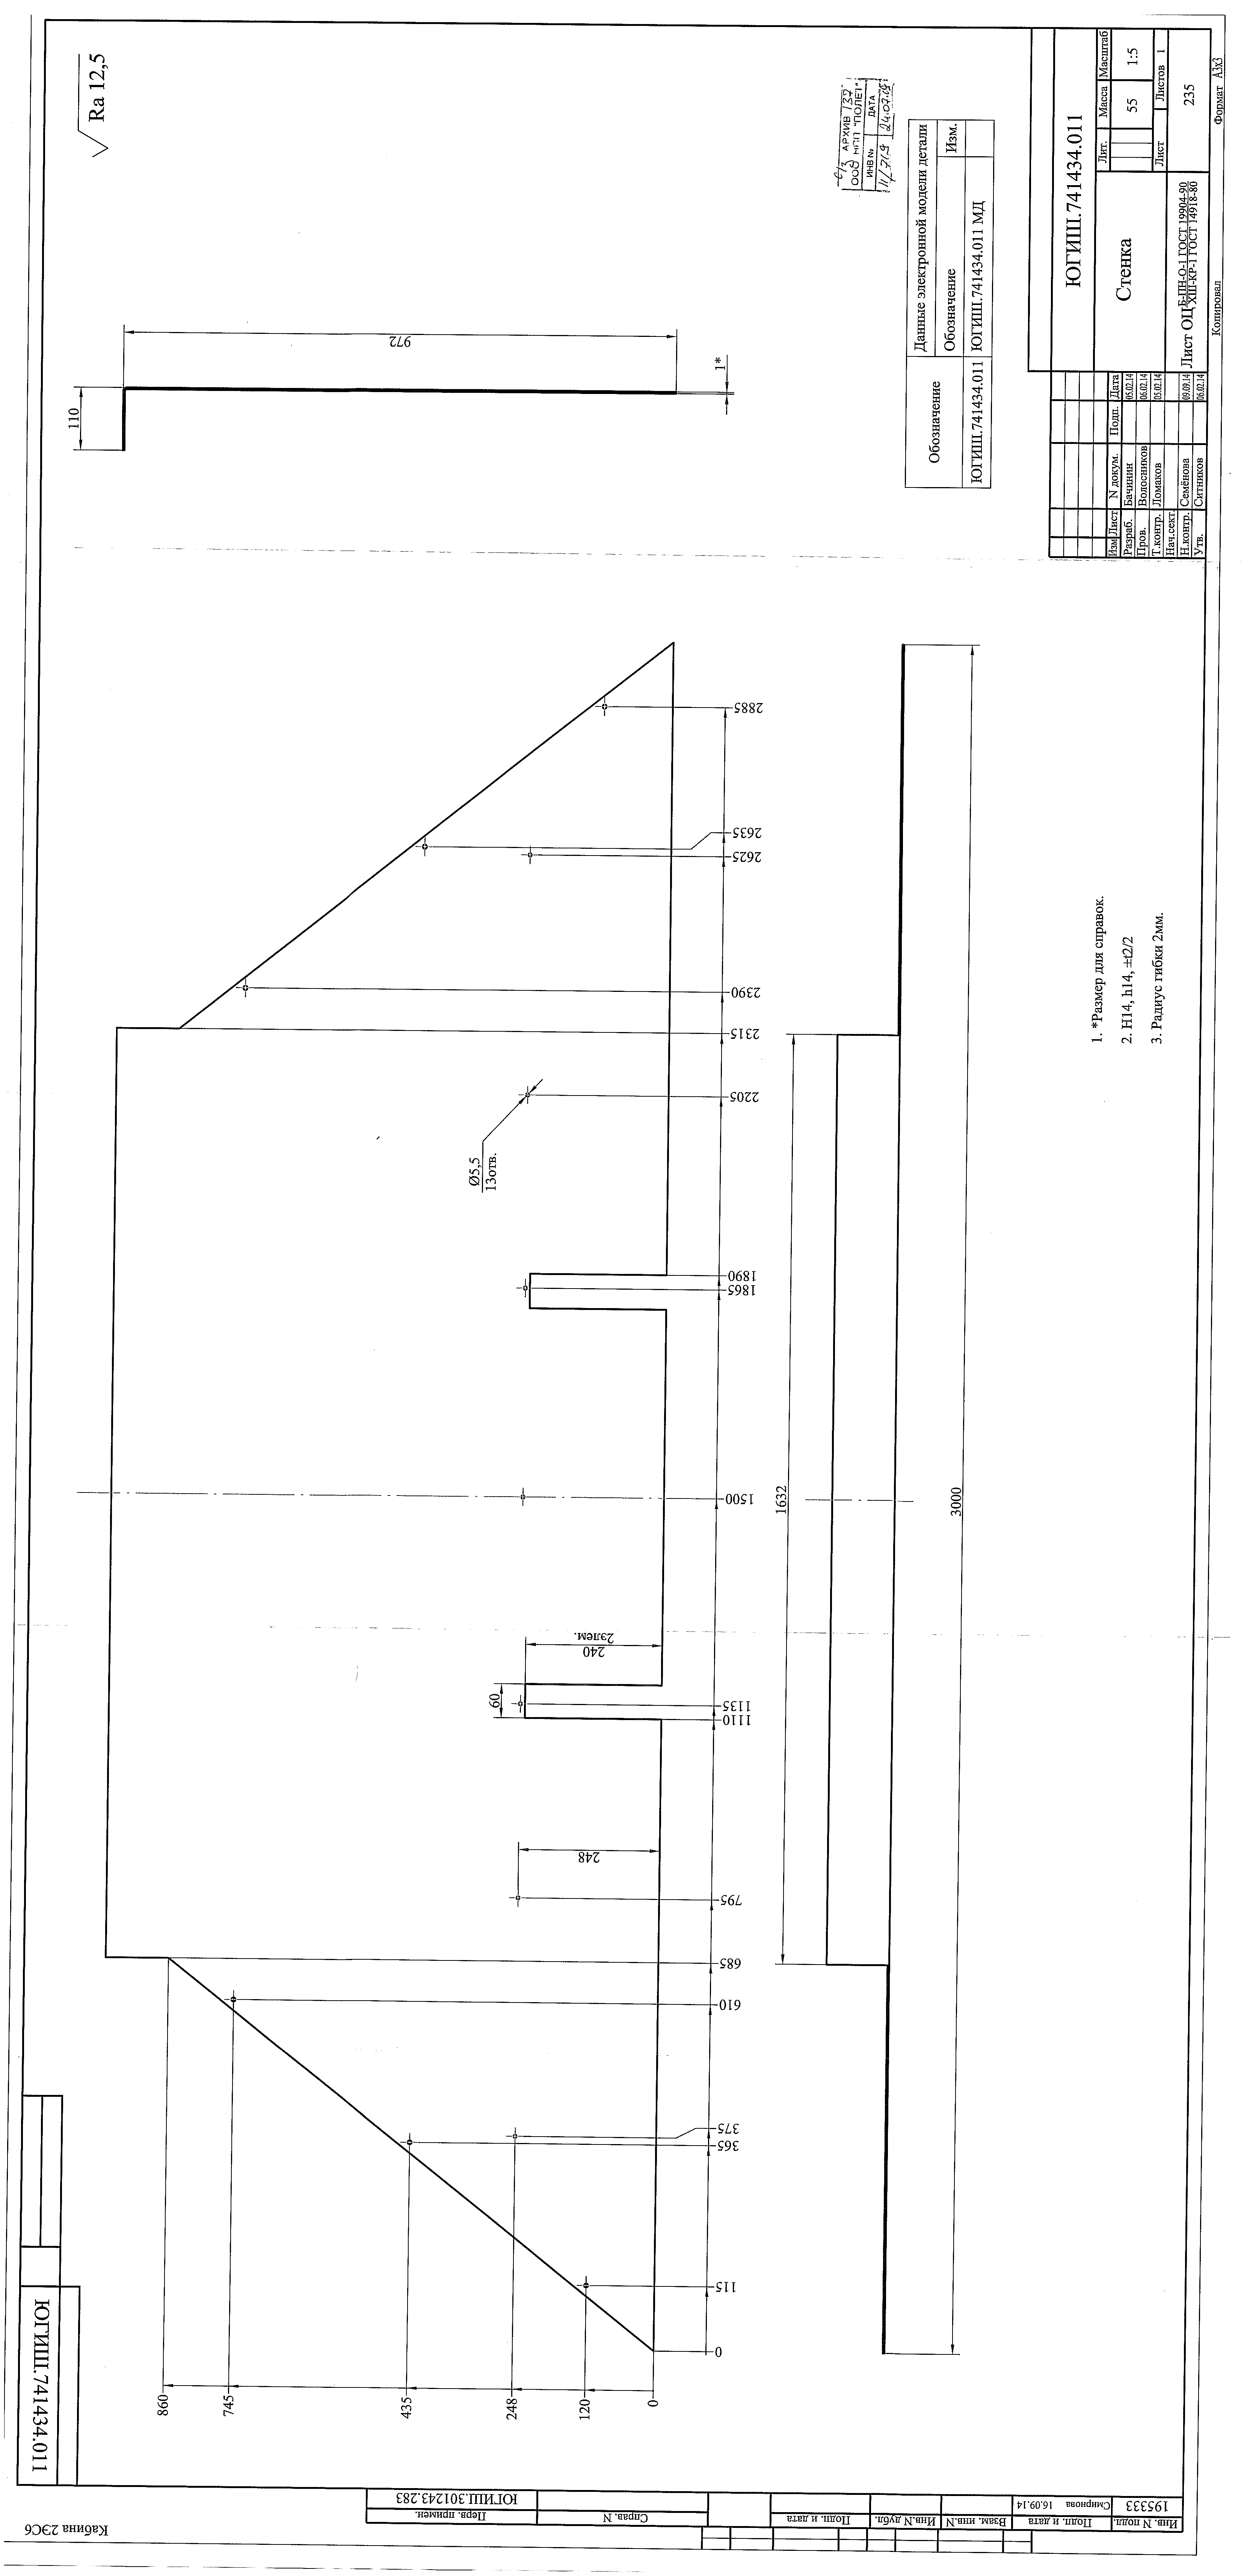 ЮГИШ.741434.011
Ra 12,5
Кабина 2ЭС6
Перв. примен.
ЮГИШ.301243.283
Справ. N
Подп. и дата
Инв.N дубл.
Взам. инв.N
Подп. и дата
Смирнова 16.09.14
Инв. N подл.
195333
860
745
435
248
120
0
0
115
365
375
610
685
795
1110
1135
1500
1865
1890
2205
2315
2390
2625
2635
2885
248
60
240
2элем.
Ø5,5
13отв.
110
972
1*
1632
3000
1. *Размер для справок.
2. H14, h14, ±t2/2
3. Радиус гибки 2мм.
АРХИВ 137
ООО НПП "ПОЛЕТ"
ИНВ № ДАТА
11/719 24.07.
Обозначение Данные электронной модели детали
Обозначение Изм.
ЮГИШ.741434.011 ЮГИШ.741434.011 МД
ЮГИШ.741434.011
Изм Лист N докум. Подп. Дата
Разраб. Бачинин 05.02.14
Пров. Волосников 06.02.14
Т.контр. Ломаков 05.02.14
Нач.сект.
Н.контр. Семёнова 09.09.14
Утв. Ситников 06.02.14
Стенка
Лит. Масса Масштаб
55 1:5
Лист Листов 1
Лист ОЦ Б-ПН-О-1 ГОСТ 19904-90
ХШ-КР-1 ГОСТ 14918-80
235
Копировал Формат А3х3